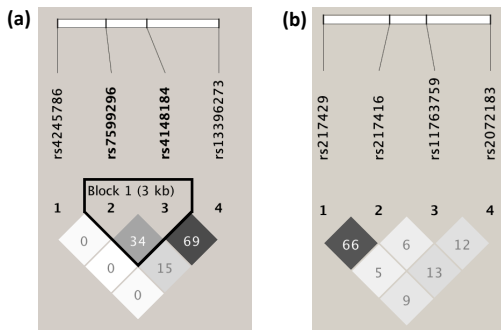 (a)
rs4245786
rs7599296
rs4148184
rs13396273
Block 1 (3 kb)
1 2 3 4
0 34 69
0 15
0
(b)
rs217429
rs217416
rs11763759
rs2072183
1 2 3 4
66 6 12
5 13
9